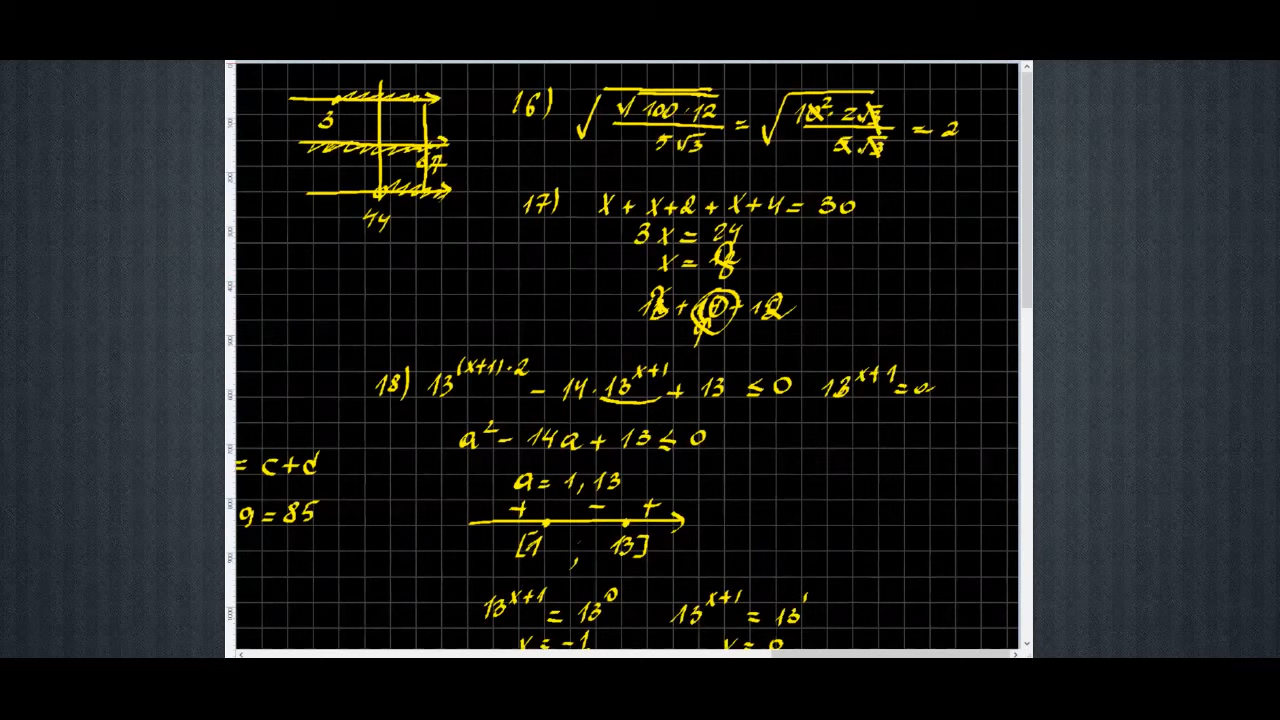 3
47
44
16) √(√(100·12) / 5√3) = √(10²·2√3 / 5√3) = 2
17) x + x+2 + x+4 = 30
3x = 24
x =
18) 13^((x+1)·2) - 14·13^(x+1) + 13 ≤ 0 13^(x+1) = a
a² - 14a + 13 ≤ 0
= c+d
a = 1, 13
+ - +
9 = 85
[1 , 13]
13^(x+1) = 13^0 13^(x+1) = 13^1
x = -1 x = 0